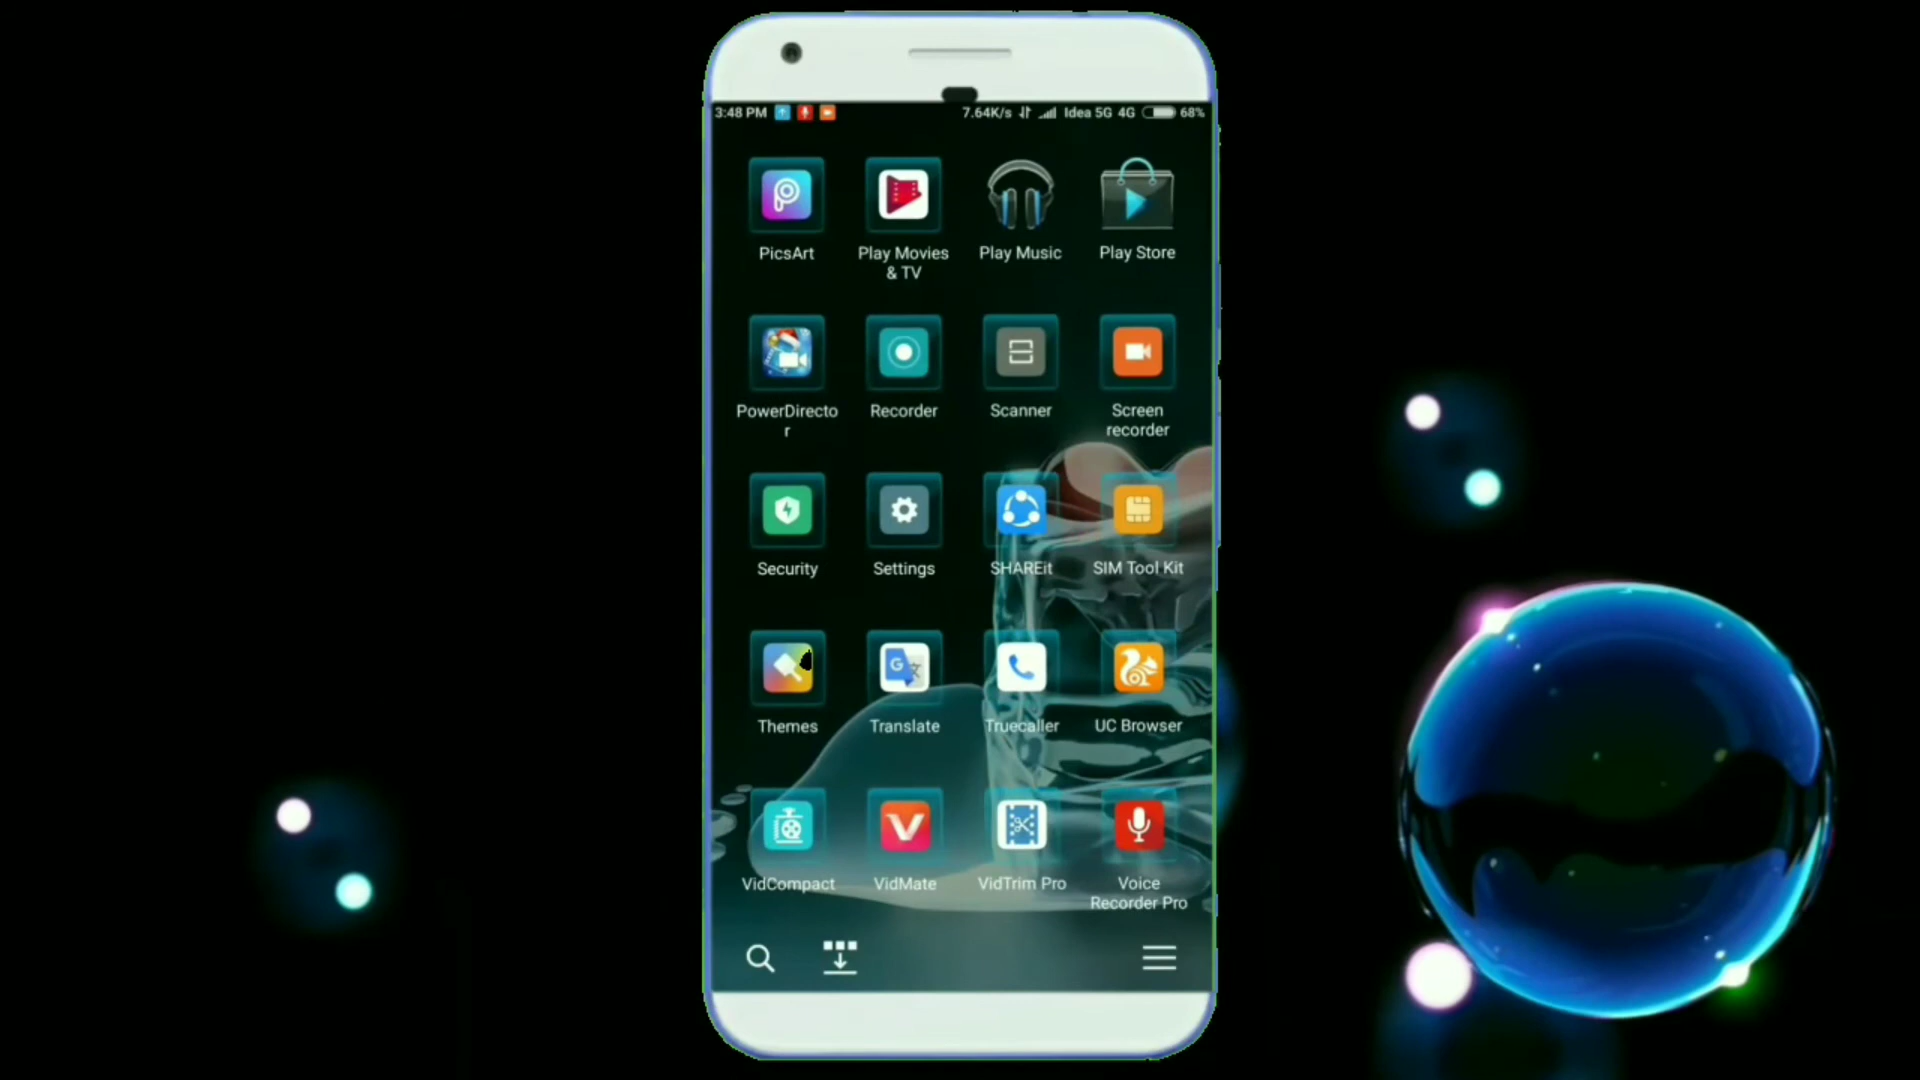 3:48 PM 7.64K/s Idea 5G 4G 68%
PicsArt Play Movies Play Music Play Store
& TV
PowerDirecto Recorder Scanner Screen
r recorder
Security Settings SHAREit SIM Tool Kit
Themes Translate Truecaller UC Browser
VidCompact VidMate VidTrim Pro Voice
Recorder Pro